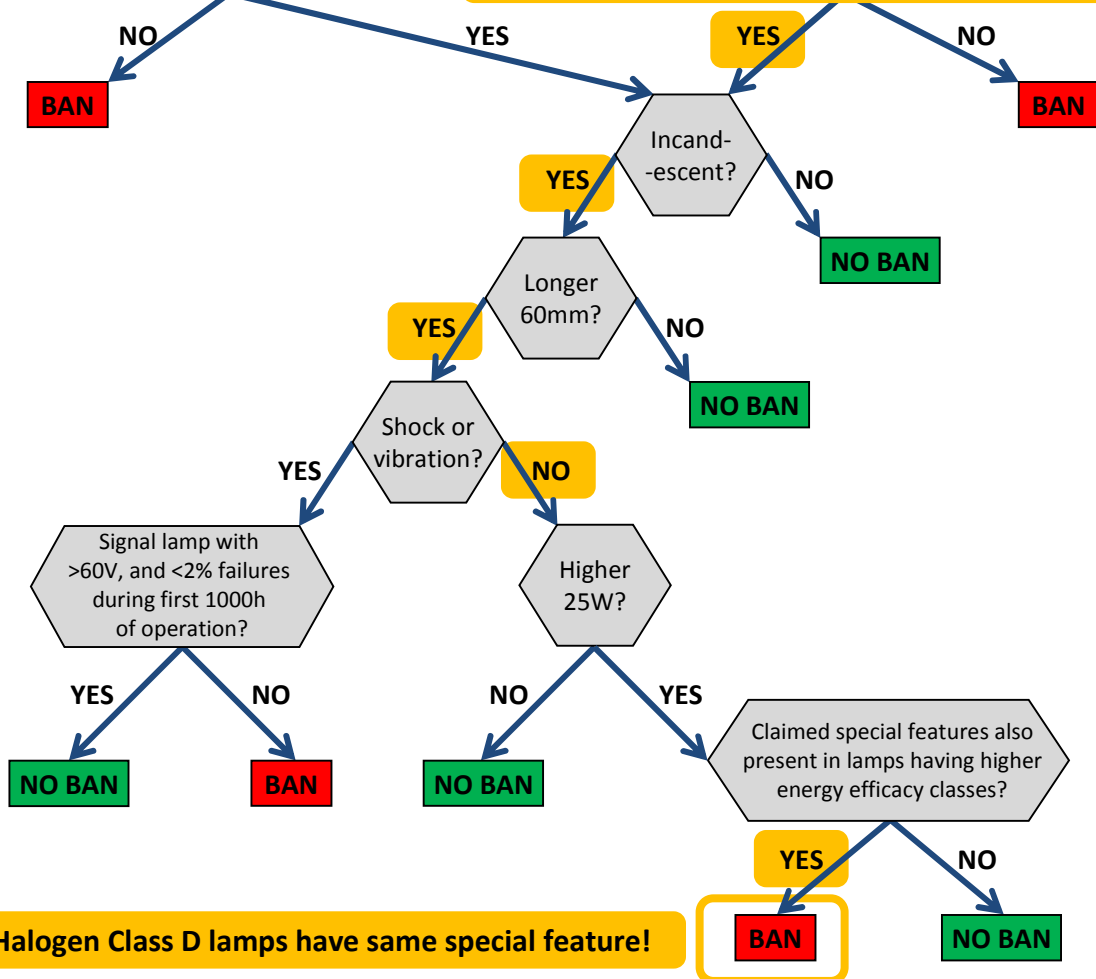 NO
YES
YES
NO
BAN
BAN
Incand-
-escent?
YES
NO
NO BAN
Longer
60mm?
YES
NO
NO BAN
Shock or
vibration?
YES
NO
Signal lamp with
>60V, and <2% failures
during first 1000h
of operation?
Higher
25W?
YES
NO
NO
YES
Claimed special features also
present in lamps having higher
energy efficacy classes?
NO BAN
BAN
NO BAN
YES
NO
Halogen Class D lamps have same special feature!
BAN
NO BAN